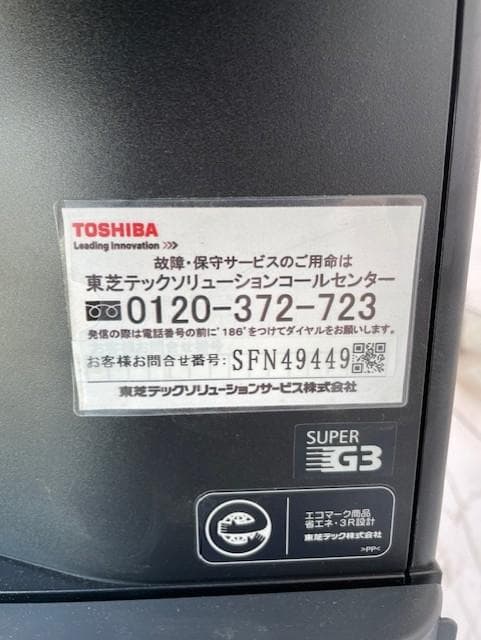 TOSHIBA
Leading Innovation >>>
故障・保守サービスのご用命は
東芝テックソリューションコールセンター
0120-372-723
発信の際は電話番号の前に"186"をつけてダイヤルをお願いします。
お客様お問合せ番号: SFN49449
東芝テックソリューションサービス株式会社
SUPER
G3
エコマーク商品
省エネ・3R設計
東芝テック株式会社
>PP<